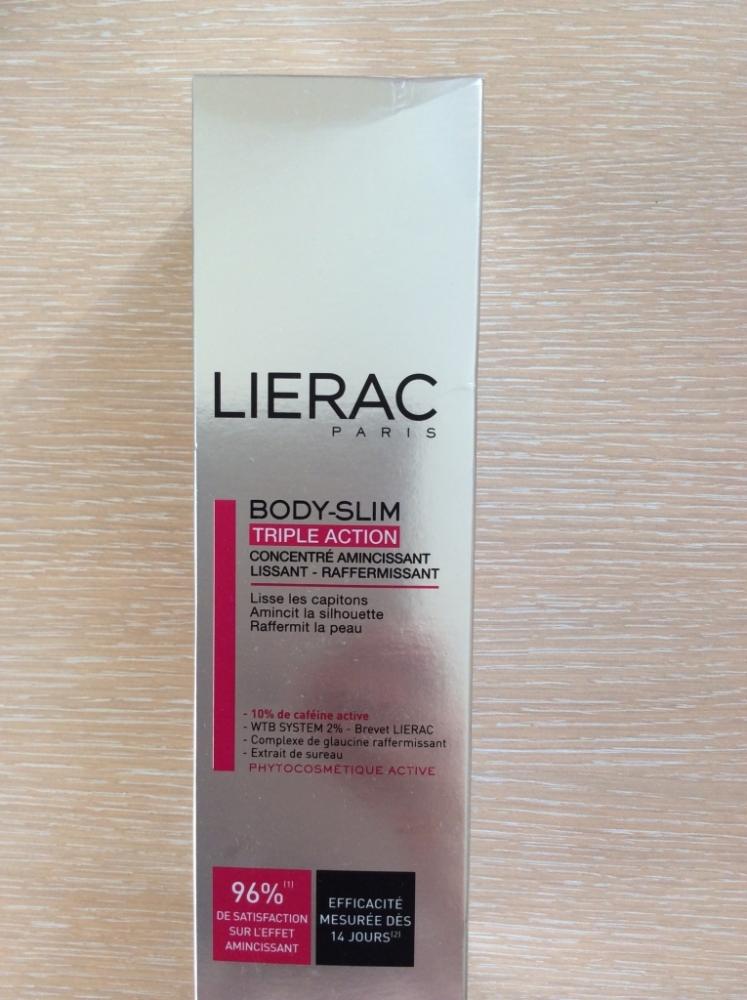 LIERAC
PARIS
BODY-SLIM
TRIPLE ACTION
CONCENTRÉ AMINCISSANT
LISSANT - RAFFERMISSANT
Lisse les capitons
Amincit la silhouette
Raffermit la peau
- 10% de caféine active
- WTB SYSTEM 2% - Brevet LIERAC
- Complexe de glaucine raffermissant
- Extrait de sureau
PHYTOCOSMÉTIQUE ACTIVE
96% (1)
DE SATISFACTION
SUR L'EFFET
AMINCISSANT
EFFICACITÉ
MESURÉE DÈS
14 JOURS (2)